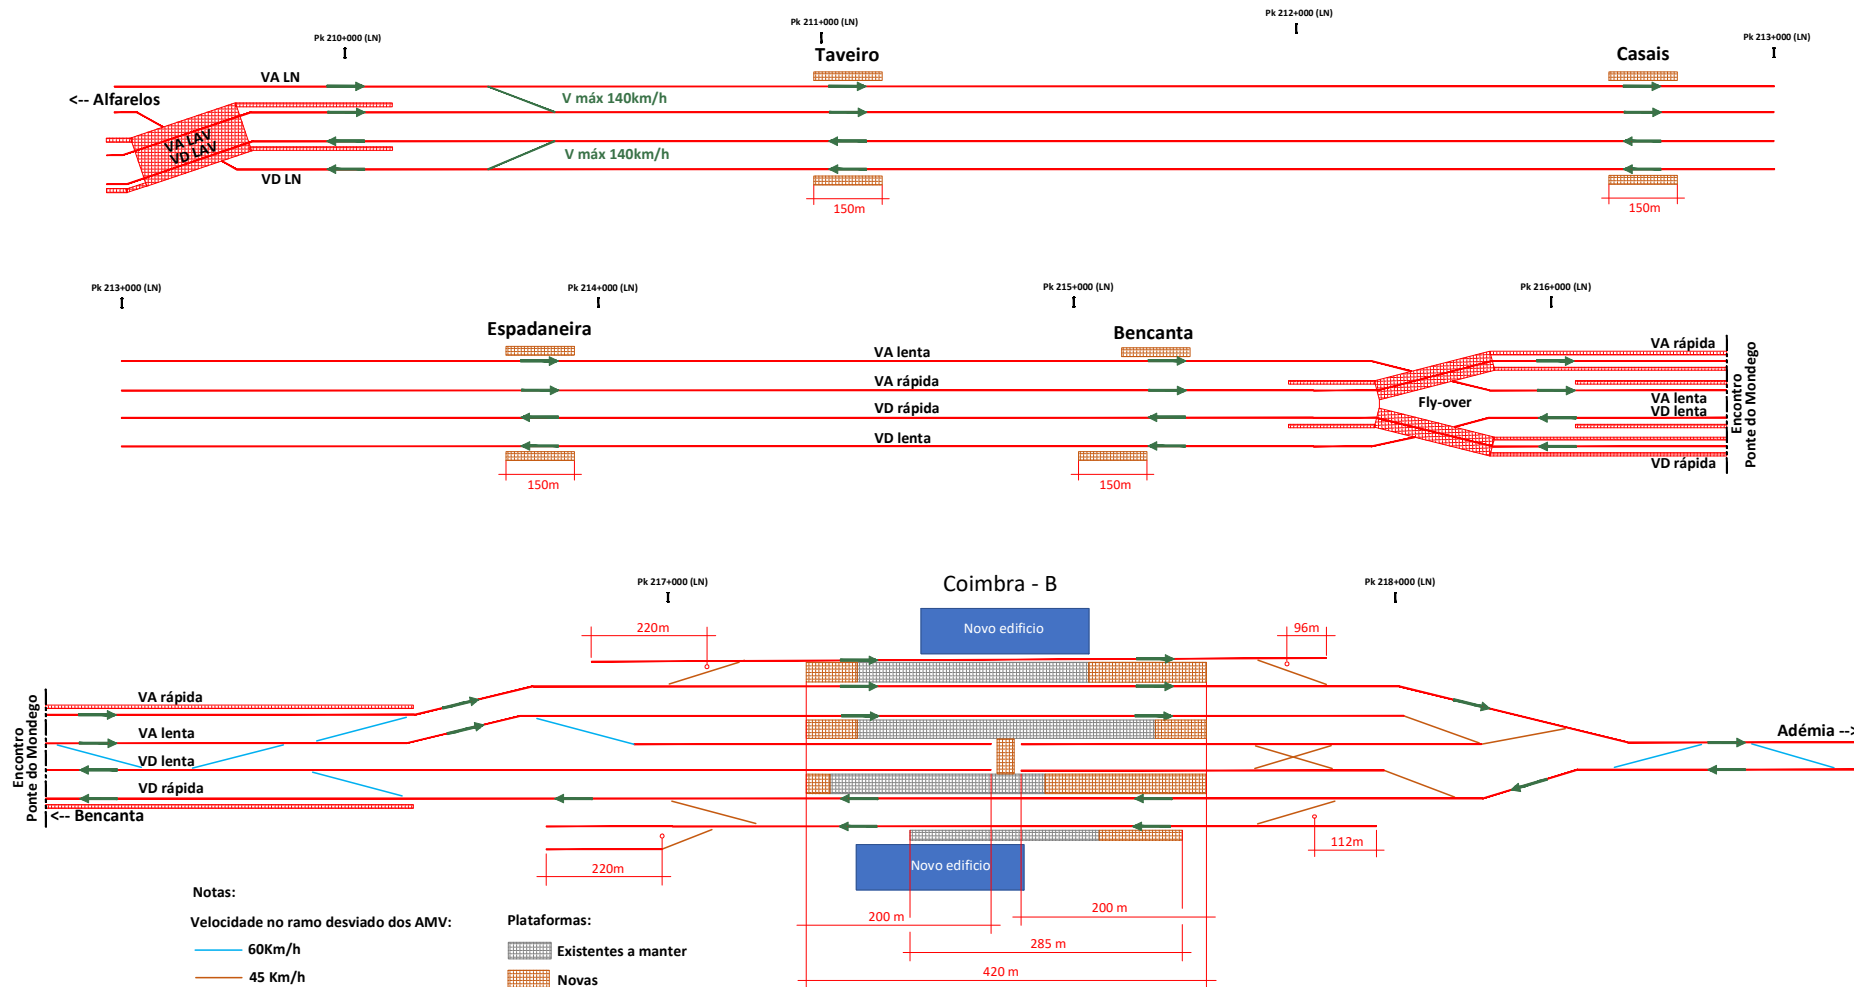 Pk 210+000 (LN)
Pk 211+000 (LN)
Pk 212+000 (LN)
Pk 213+000 (LN)
Taveiro
Casais
VA LN
<-- Alfarelos
V máx 140km/h
VA LAV
VD LAV
V máx 140km/h
VD LN
150m
150m
Pk 213+000 (LN)
Pk 214+000 (LN)
Pk 215+000 (LN)
Pk 216+000 (LN)
Espadaneira
Bencanta
VA lenta
VA rápida
VA rápida
VD rápida
Fly-over
VA lenta
VD lenta
VD lenta
VD rápida
Encontro
Ponte do Mondego
150m
150m
Pk 217+000 (LN)
Coimbra - B
Pk 218+000 (LN)
220m
Novo edificio
96m
VA rápida
VA lenta
VD lenta
VD rápida
Encontro
Ponte do Mondego
<-- Bencanta
Adémia -->
220m
Novo edificio
112m
Notas:
Velocidade no ramo desviado dos AMV:
60Km/h
45 Km/h
Plataformas:
Existentes a manter
Novas
200 m
200 m
285 m
420 m